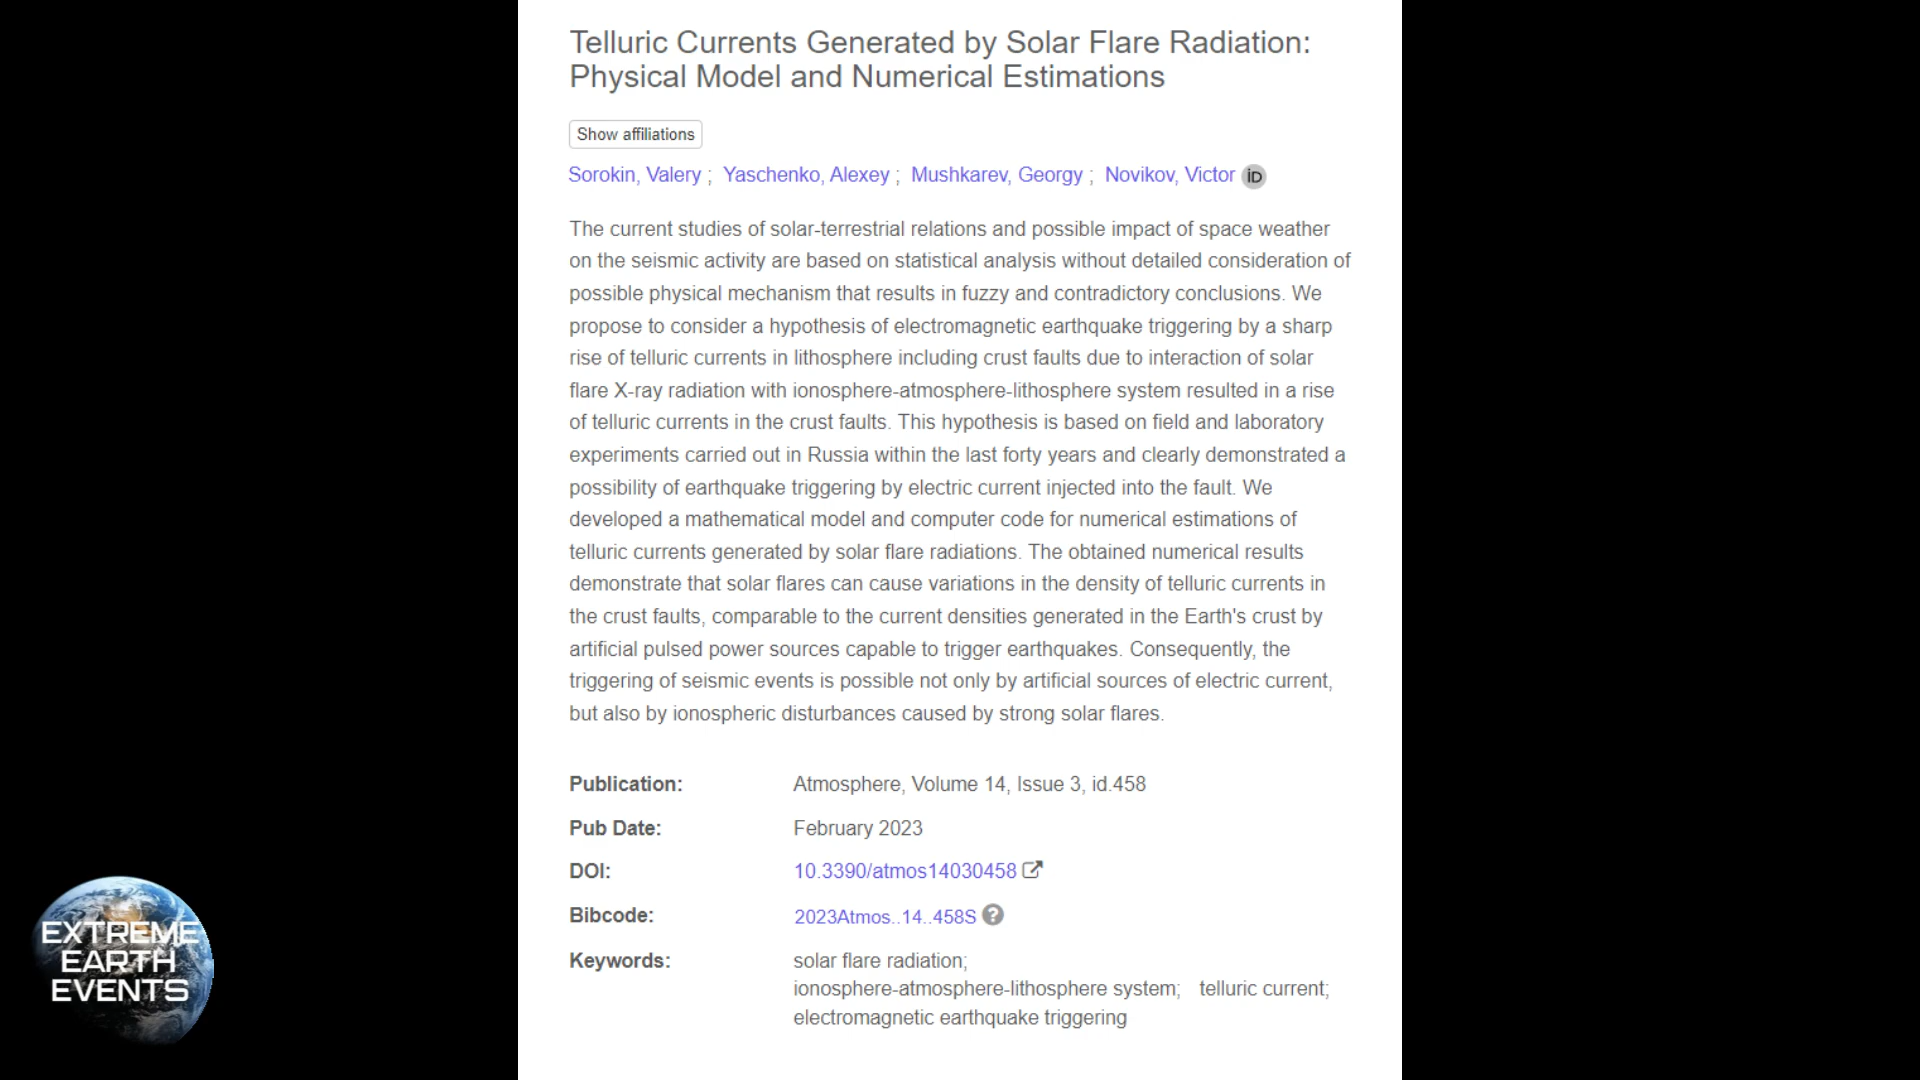 Telluric Currents Generated by Solar Flare Radiation:
Physical Model and Numerical Estimations
Show affiliations
Sorokin, Valery ; Yaschenko, Alexey ; Mushkarev, Georgy ; Novikov, Victor iD
The current studies of solar-terrestrial relations and possible impact of space weather
on the seismic activity are based on statistical analysis without detailed consideration of
possible physical mechanism that results in fuzzy and contradictory conclusions. We
propose to consider a hypothesis of electromagnetic earthquake triggering by a sharp
rise of telluric currents in lithosphere including crust faults due to interaction of solar
flare X-ray radiation with ionosphere-atmosphere-lithosphere system resulted in a rise
of telluric currents in the crust faults. This hypothesis is based on field and laboratory
experiments carried out in Russia within the last forty years and clearly demonstrated a
possibility of earthquake triggering by electric current injected into the fault. We
developed a mathematical model and computer code for numerical estimations of
telluric currents generated by solar flare radiations. The obtained numerical results
demonstrate that solar flares can cause variations in the density of telluric currents in
the crust faults, comparable to the current densities generated in the Earth's crust by
artificial pulsed power sources capable to trigger earthquakes. Consequently, the
triggering of seismic events is possible not only by artificial sources of electric current,
but also by ionospheric disturbances caused by strong solar flares.
Publication: Atmosphere, Volume 14, Issue 3, id.458
Pub Date: February 2023
DOI: 10.3390/atmos14030458
Bibcode: 2023Atmos..14..458S ?
Keywords: solar flare radiation;
ionosphere-atmosphere-lithosphere system; telluric current;
electromagnetic earthquake triggering
EXTREME
EARTH
EVENTS